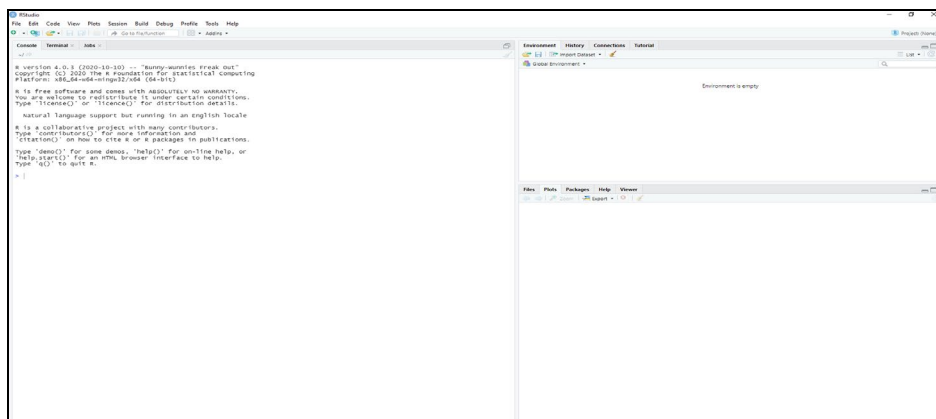 RStudio
File Edit Code View Plots Session Build Debug Profile Tools Help
Go to file/function Addins
Project: (None)
Console Terminal Jobs
R version 4.0.3 (2020-10-10) -- "Bunny-Wunnies Freak Out"
Copyright (C) 2020 The R Foundation for Statistical Computing
Platform: x86_64-w64-mingw32/x64 (64-bit)
R is free software and comes with ABSOLUTELY NO WARRANTY.
You are welcome to redistribute it under certain conditions.
Type 'license()' or 'licence()' for distribution details.
Natural language support but running in an English locale
R is a collaborative project with many contributors.
Type 'contributors()' for more information and
'citation()' on how to cite R or R packages in publications.
Type 'demo()' for some demos, 'help()' for on-line help, or
'help.start()' for an HTML browser interface to help.
Type 'q()' to quit R.
>
Environment History Connections Tutorial
Import Dataset List
Global Environment
Environment is empty
Files Plots Packages Help Viewer
Zoom Export